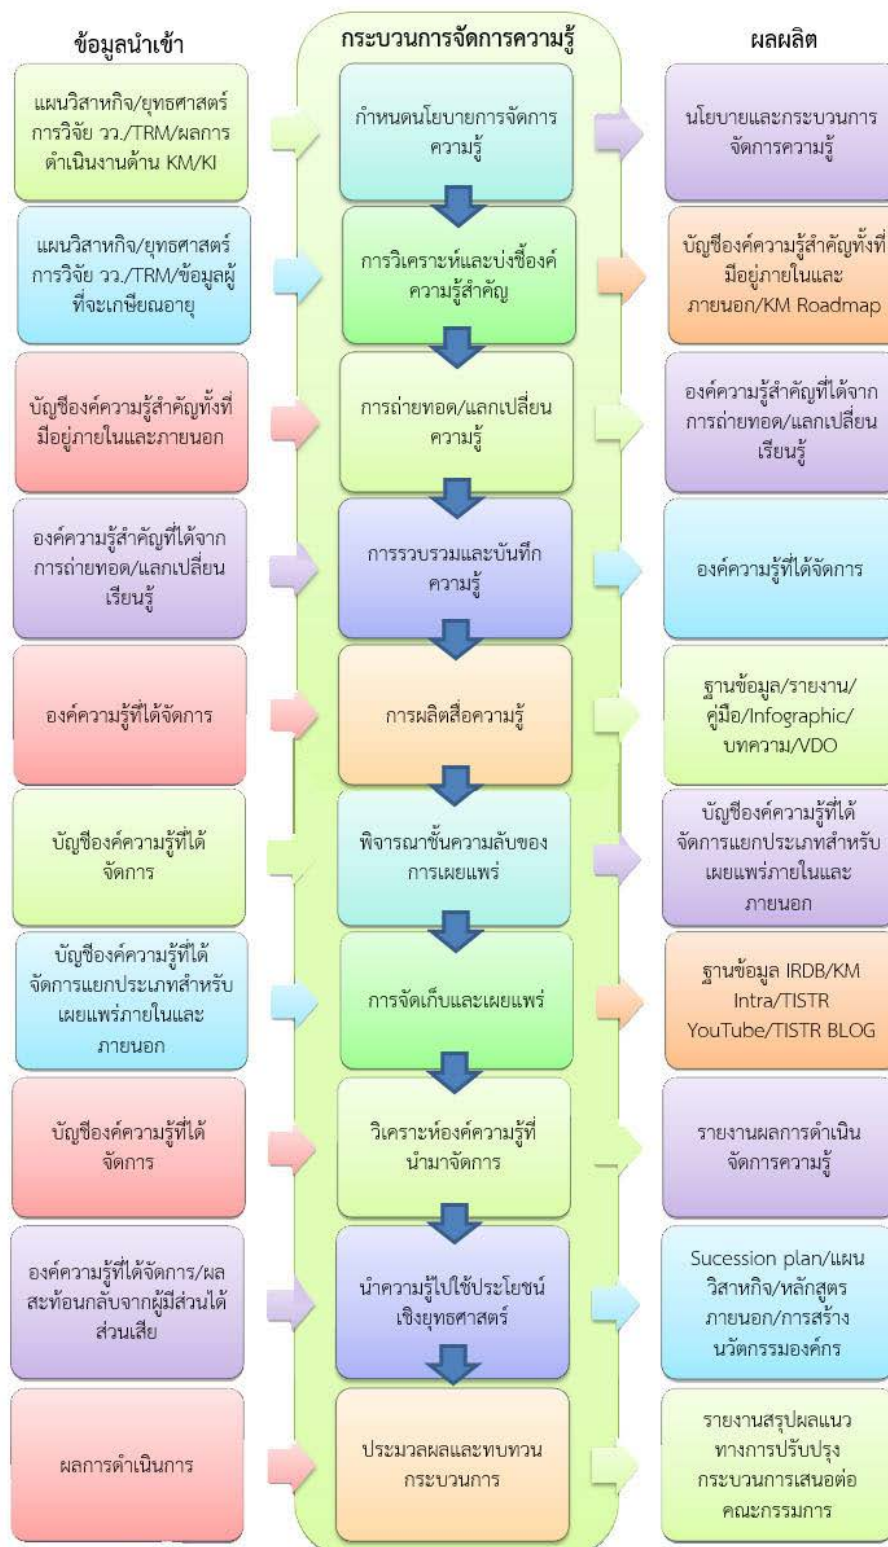 ข้อมูลนำเข้า
กระบวนการจัดการความรู้
ผลผลิต
แผนวิสาหกิจ/ยุทธศาสตร์
การวิจัย วว./TRM/ผลการ
ดำเนินงานด้าน KM/KI
กำหนดนโยบายการจัดการ
ความรู้
นโยบายและกระบวนการ
จัดการความรู้
แผนวิสาหกิจ/ยุทธศาสตร์
การวิจัย วว./TRM/ข้อมูลผู้
ที่จะเกษียณอายุ
การวิเคราะห์และบ่งชี้องค์
ความรู้สำคัญ
บัญชีองค์ความรู้สำคัญทั้งที่
มีอยู่ภายในและ
ภายนอก/KM Roadmap
บัญชีองค์ความรู้สำคัญทั้งที่
มีอยู่ภายในและภายนอก
การถ่ายทอด/แลกเปลี่ยน
ความรู้
องค์ความรู้สำคัญที่ได้จาก
การถ่ายทอด/แลกเปลี่ยน
เรียนรู้
องค์ความรู้สำคัญที่ได้จาก
การถ่ายทอด/แลกเปลี่ยน
เรียนรู้
การรวบรวมและบันทึก
ความรู้
องค์ความรู้ที่ได้จัดการ
องค์ความรู้ที่ได้จัดการ
การผลิตสื่อความรู้
ฐานข้อมูล/รายงาน/
คู่มือ/Infographic/
บทความ/VDO
บัญชีองค์ความรู้ที่ได้
จัดการ
พิจารณาชั้นความลับของ
การเผยแพร่
บัญชีองค์ความรู้ที่ได้
จัดการแยกประเภทสำหรับ
เผยแพร่ภายในและ
ภายนอก
บัญชีองค์ความรู้ที่ได้
จัดการแยกประเภทสำหรับ
เผยแพร่ภายในและ
ภายนอก
การจัดเก็บและเผยแพร่
ฐานข้อมูล IRDB/KM
Intra/TISTR
YouTube/TISTR BLOG
บัญชีองค์ความรู้ที่ได้
จัดการ
วิเคราะห์องค์ความรู้ที่
นำมาจัดการ
รายงานผลการดำเนิน
จัดการความรู้
องค์ความรู้ที่ได้จัดการ/ผล
สะท้อนกลับจากผู้มีส่วนได้
ส่วนเสีย
นำความรู้ไปใช้ประโยชน์
เชิงยุทธศาสตร์
Sucession plan/แผน
วิสาหกิจ/หลักสูตร
ภายนอก/การสร้าง
นวัตกรรมองค์กร
ผลการดำเนินการ
ประมวลผลและทบทวน
กระบวนการ
รายงานสรุปผลแนว
ทางการปรับปรุง
กระบวนการเสนอต่อ
คณะกรรมการ